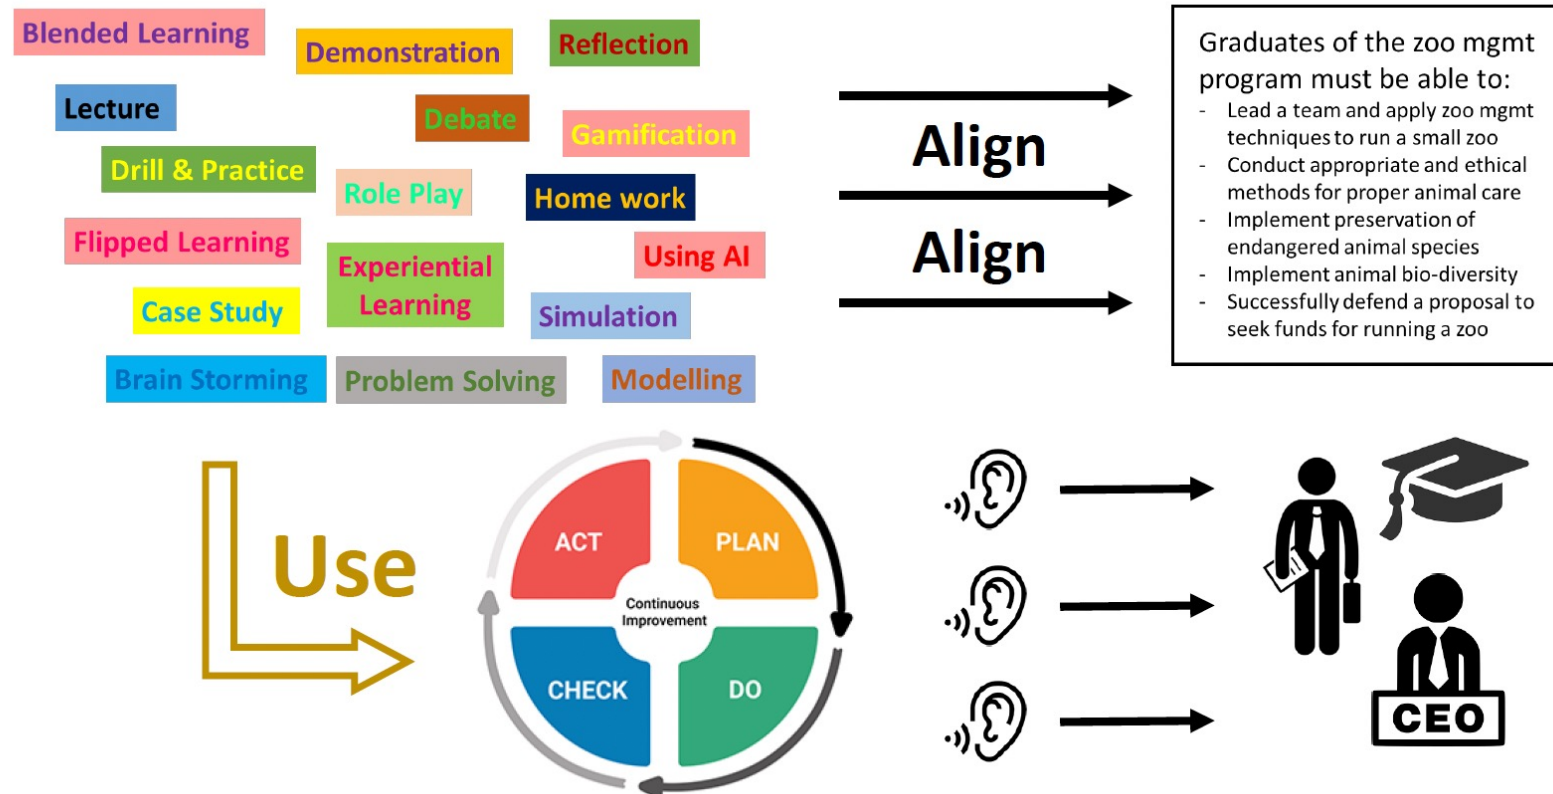 Blended Learning
Demonstration
Reflection
Lecture
Debate
Gamification
Drill & Practice
Role Play
Home work
Flipped Learning
Experiential
Learning
Using AI
Case Study
Simulation
Brain Storming
Problem Solving
Modelling
Align
Align
Graduates of the zoo mgmt
program must be able to:
- Lead a team and apply zoo mgmt
techniques to run a small zoo
- Conduct appropriate and ethical
methods for proper animal care
- Implement preservation of
endangered animal species
- Implement animal bio-diversity
- Successfully defend a proposal to
seek funds for running a zoo
Use
ACT
PLAN
Continuous
Improvement
CHECK
DO
CEO